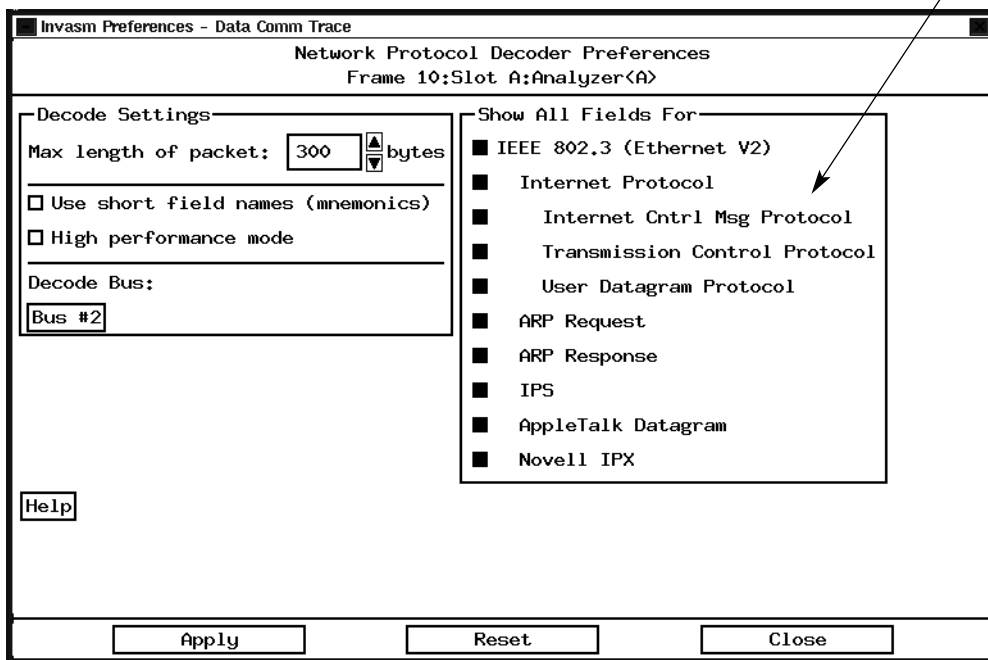 Invasm Preferences - Data Comm Trace
Network Protocol Decoder Preferences
Frame 10:Slot A:Analyzer<A>
Decode Settings
Max length of packet: 300 bytes
Use short field names (mnemonics)
High performance mode
Decode Bus:
Bus #2
Show All Fields For
IEEE 802.3 (Ethernet V2)
Internet Protocol
Internet Cntrl Msg Protocol
Transmission Control Protocol
User Datagram Protocol
ARP Request
ARP Response
IPS
AppleTalk Datagram
Novell IPX
Help
Apply Reset Close